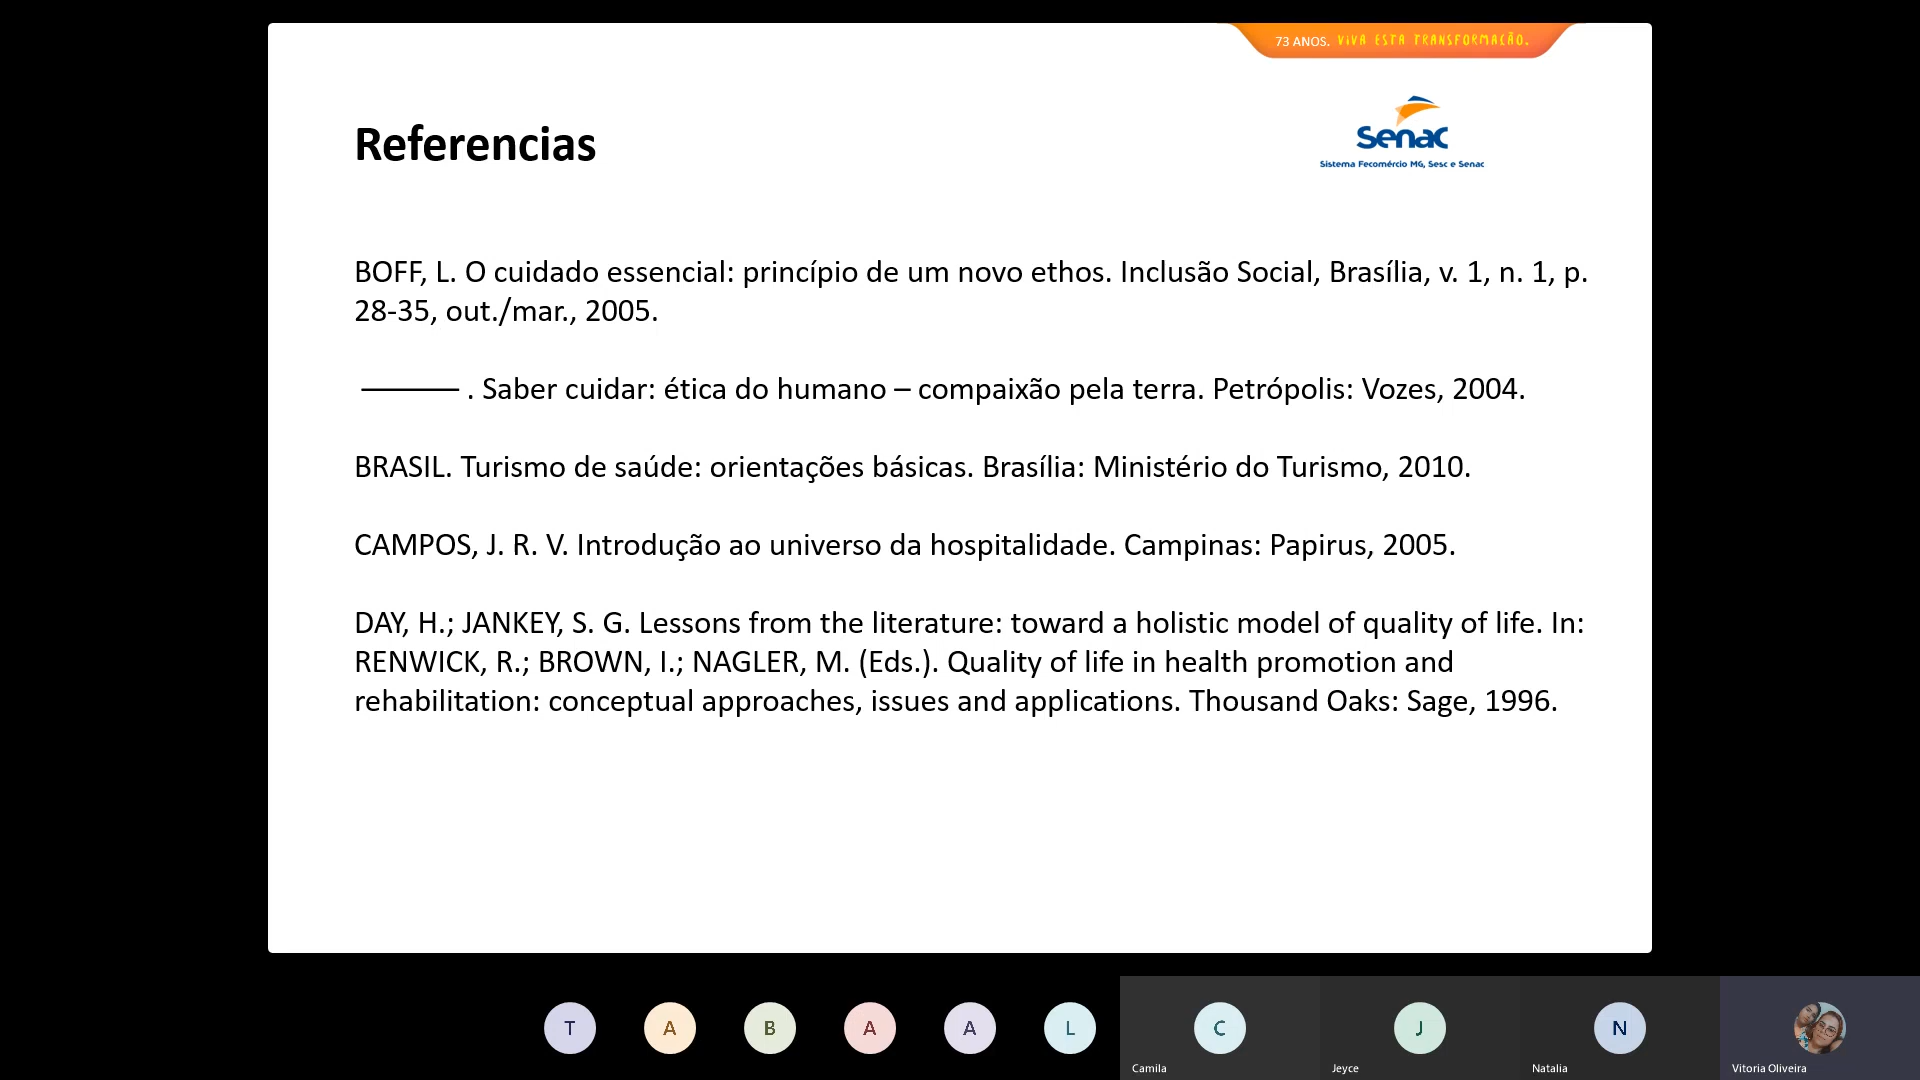 73 ANOS. VIVA ESTA TRANSFORMAÇÃO.
Senac
Sistema Fecomércio MG, Sesc e Senac
Referencias
BOFF, L. O cuidado essencial: princípio de um novo ethos. Inclusão Social, Brasília, v. 1, n. 1, p.
28-35, out./mar., 2005.
——— . Saber cuidar: ética do humano – compaixão pela terra. Petrópolis: Vozes, 2004.
BRASIL. Turismo de saúde: orientações básicas. Brasília: Ministério do Turismo, 2010.
CAMPOS, J. R. V. Introdução ao universo da hospitalidade. Campinas: Papirus, 2005.
DAY, H.; JANKEY, S. G. Lessons from the literature: toward a holistic model of quality of life. In:
RENWICK, R.; BROWN, I.; NAGLER, M. (Eds.). Quality of life in health promotion and
rehabilitation: conceptual approaches, issues and applications. Thousand Oaks: Sage, 1996.
T A B A A L C J N
Camila Jeyce Natalia Vitoria Oliveira